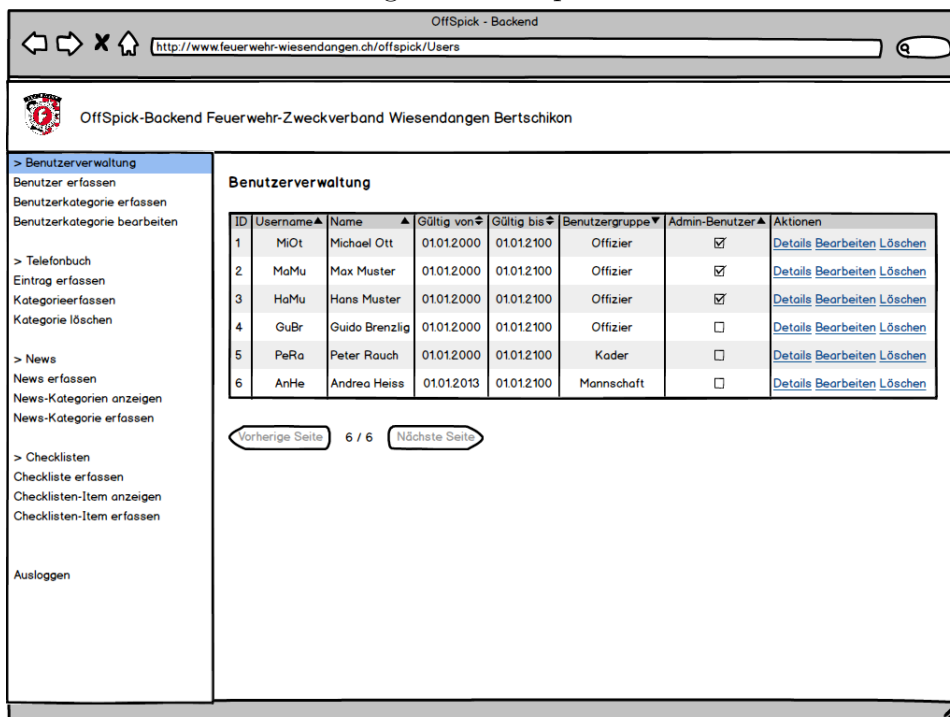 OffSpick - Backend
http://www.feuerwehr-wiesendangen.ch/offspick/Users
OffSpick-Backend Feuerwehr-Zweckverband Wiesendangen Bertschikon
> Benutzerverwaltung
Benutzer erfassen
Benutzerkategorie erfassen
Benutzerkategorie bearbeiten
> Telefonbuch
Eintrag erfassen
Kategorieerfassen
Kategorie löschen
> News
News erfassen
News-Kategorien anzeigen
News-Kategorie erfassen
> Checklisten
Checkliste erfassen
Checklisten-Item anzeigen
Checklisten-Item erfassen
Ausloggen
Benutzerverwaltung
ID Username▲ Name ▲ Gültig von Gültig bis Benutzergruppe▼ Admin-Benutzer▲ Aktionen
1 MiOt Michael Ott 01.01.2000 01.01.2100 Offizier ☑ Details Bearbeiten Löschen
2 MaMu Max Muster 01.01.2000 01.01.2100 Offizier ☑ Details Bearbeiten Löschen
3 HaMu Hans Muster 01.01.2000 01.01.2100 Offizier ☑ Details Bearbeiten Löschen
4 GuBr Guido Brenzlig 01.01.2000 01.01.2100 Offizier ☐ Details Bearbeiten Löschen
5 PeRa Peter Rauch 01.01.2000 01.01.2100 Kader ☐ Details Bearbeiten Löschen
6 AnHe Andrea Heiss 01.01.2013 01.01.2100 Mannschaft ☐ Details Bearbeiten Löschen
Vorherige Seite 6 / 6 Nächste Seite